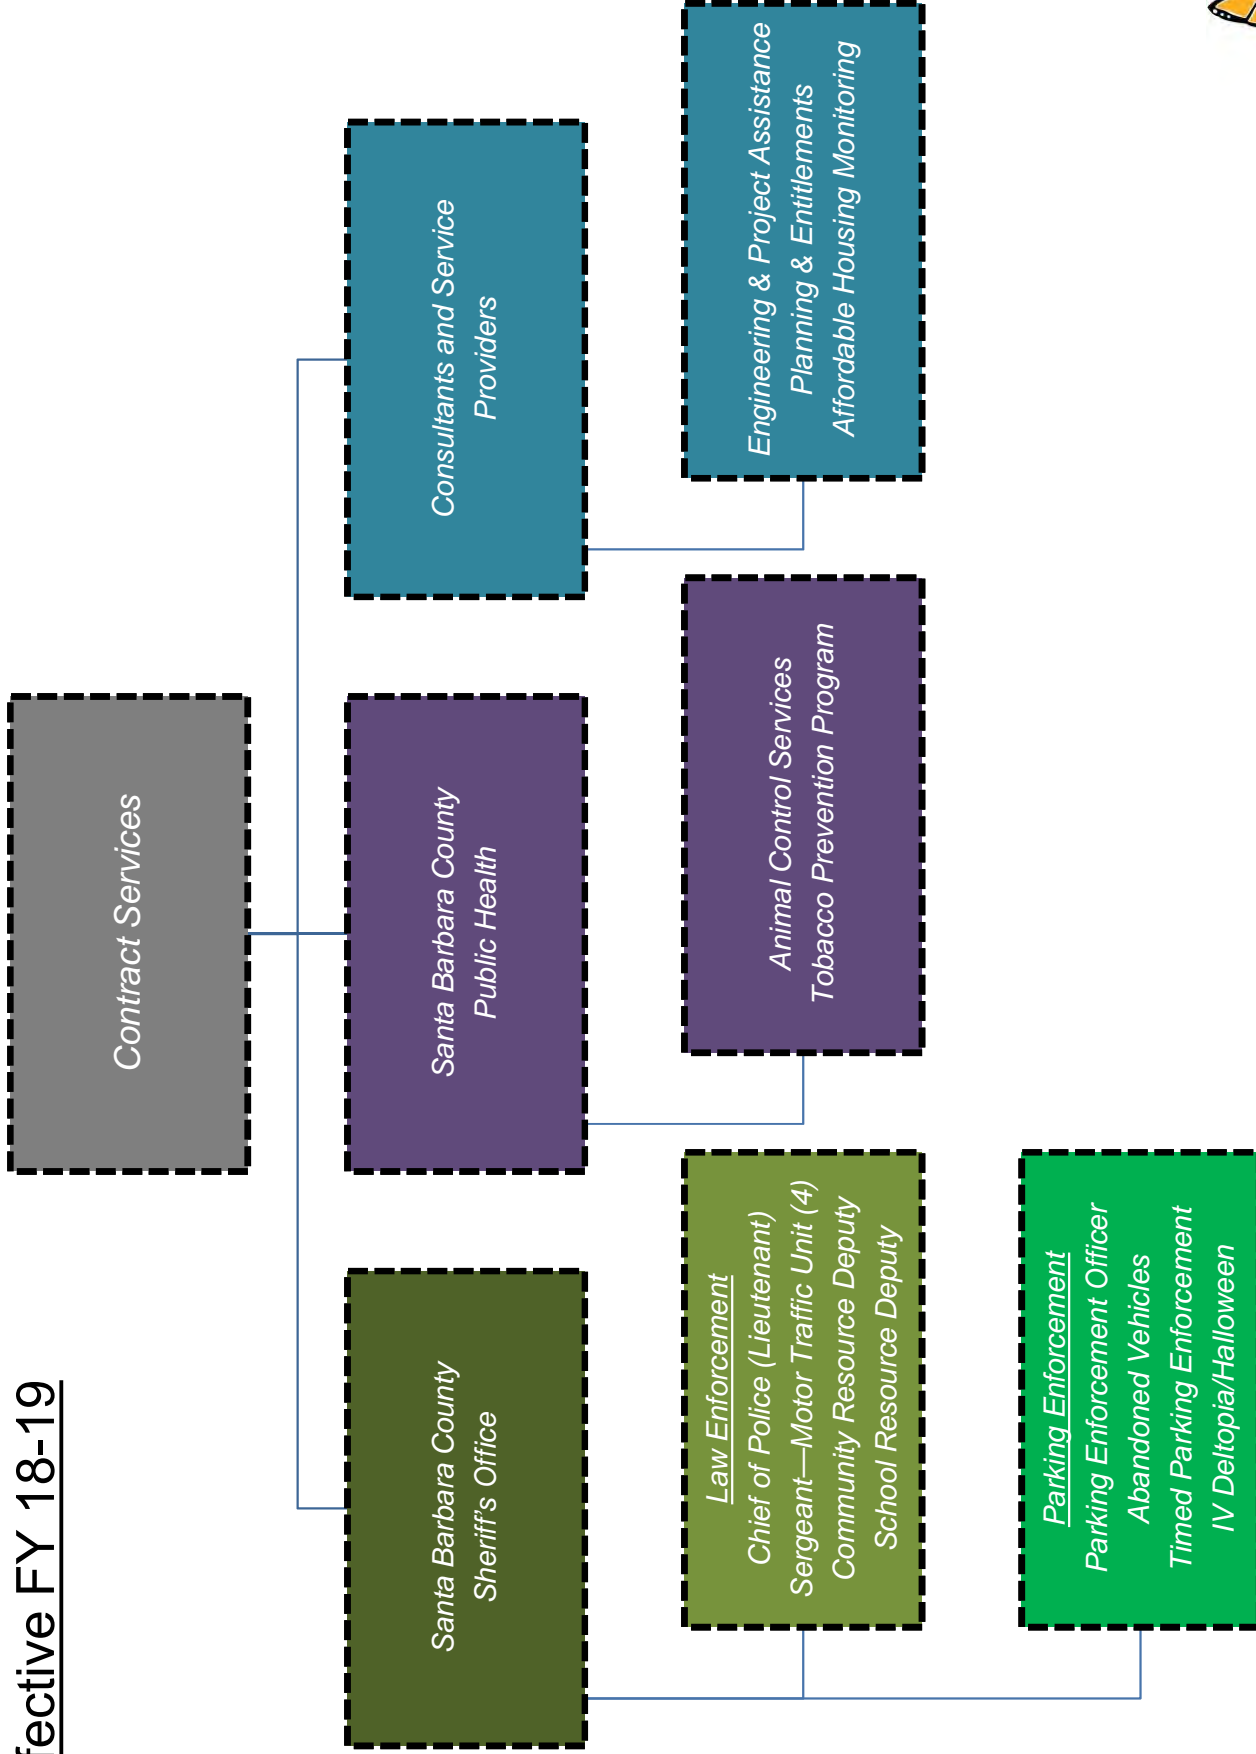 fective FY 18-19
Contract Services
Santa Barbara County
Sheriff's Office
Santa Barbara County
Public Health
Consultants and Service
Providers
Law Enforcement
Chief of Police (Lieutenant)
Sergeant—Motor Traffic Unit (4)
Community Resource Deputy
School Resource Deputy
Animal Control Services
Tobacco Prevention Program
Engineering & Project Assistance
Planning & Entitlements
Affordable Housing Monitoring
Parking Enforcement
Parking Enforcement Officer
Abandoned Vehicles
Timed Parking Enforcement
IV Deltopia/Halloween